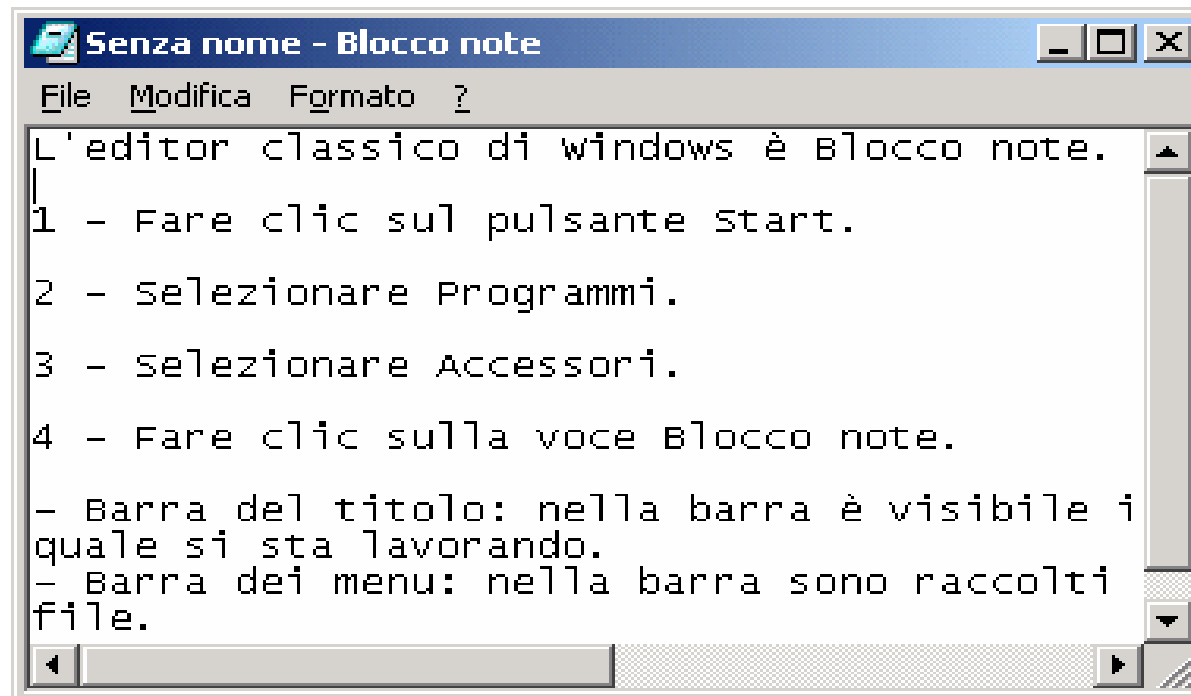 Senza nome - Blocco note
File Modifica Formato ?
L'editor classico di Windows è Blocco note.
1 - Fare clic sul pulsante Start.
2 - Selezionare Programmi.
3 - Selezionare Accessori.
4 - Fare clic sulla voce Blocco note.
- Barra del titolo: nella barra è visibile i
quale si sta lavorando.
- Barra dei menu: nella barra sono raccolti
file.